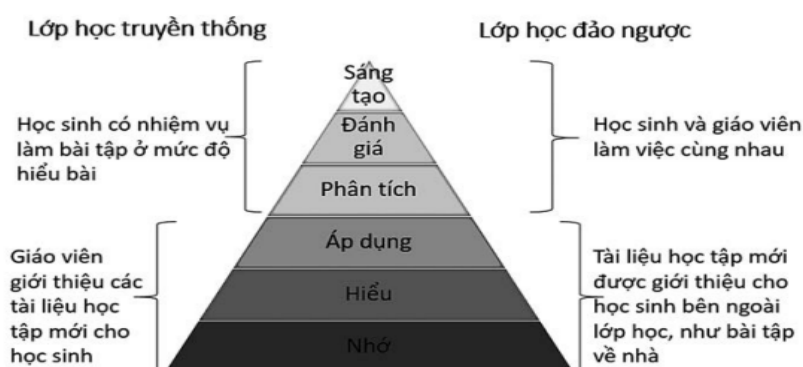 Lớp học truyền thống
Lớp học đảo ngược
Học sinh có nhiệm vụ
làm bài tập ở mức độ
hiểu bài
Giáo viên
giới thiệu các
tài liệu học
tập mới cho
học sinh
Sáng
tạo
Đánh
giá
Phân tích
Áp dụng
Hiểu
Nhớ
Học sinh và giáo viên
làm việc cùng nhau
Tài liệu học tập mới
được giới thiệu cho
học sinh bên ngoài
lớp học, như bài tập
về nhà